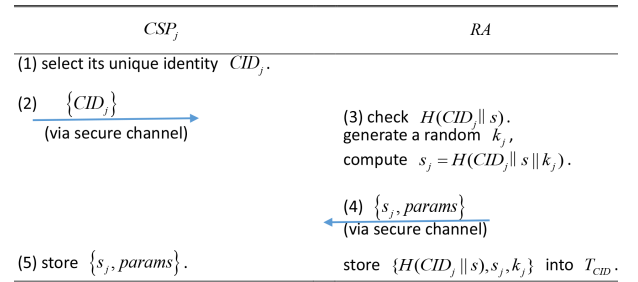 CSP_j RA
(1) select its unique identity CID_j.
(2) {CID_j}
(via secure channel)
(3) check H(CID_j || s).
generate a random k_j,
compute s_j = H(CID_j || s || k_j).
(4) {s_j, params}
(via secure channel)
(5) store {s_j, params}. store {H(CID_j || s), s_j, k_j} into T_CID.